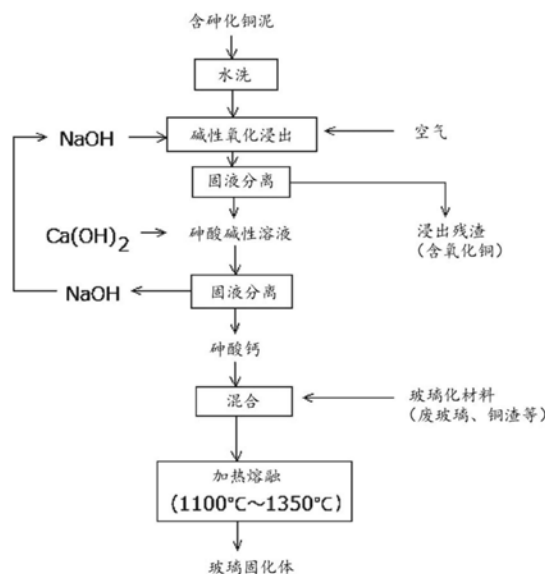 含砷化铜泥
水洗
NaOH
碱性氧化浸出
空气
固液分离
Ca(OH)2
砷酸碱性溶液
浸出残渣
(含氧化铜)
NaOH
固液分离
砷酸钙
混合
玻璃化材料
(废玻璃、铜渣等)
加热熔融
(1100℃～1350℃)
玻璃固化体